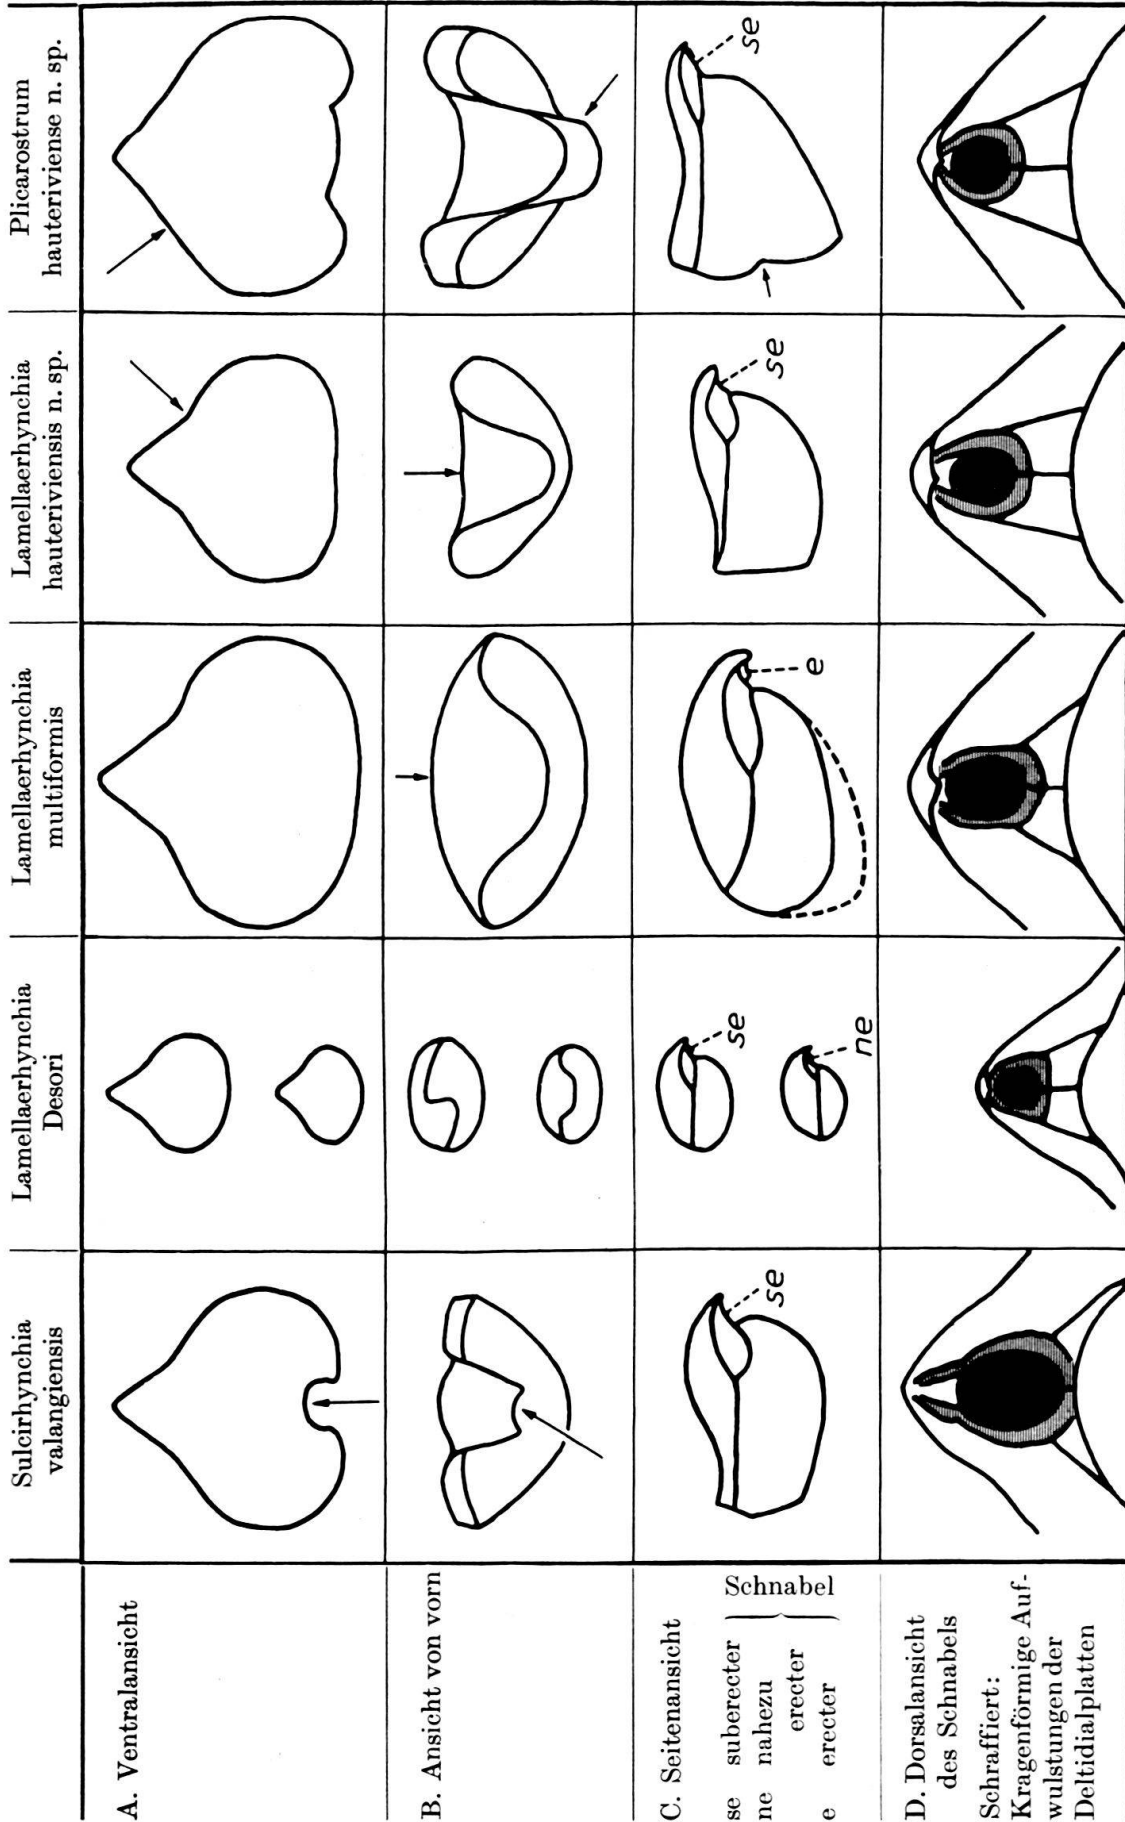 Sulcirhynchia
valangiensis
Lamellaerhynchia
Desori
Lamellaerhynchia
multiformis
Lamellaerhynchia
hauteriviensis n. sp.
Plicarostrum
hauteriviense n. sp.
A. Ventralansicht
B. Ansicht von vorn
C. Seitenansicht
se suberecter
ne nahezu
erecter
e erecter
Schnabel
se
se
ne
e
se
se
D. Dorsalansicht
des Schnabels
Schraffiert:
Kragenförmige Auf-
wulstungen der
Deltidialplatten